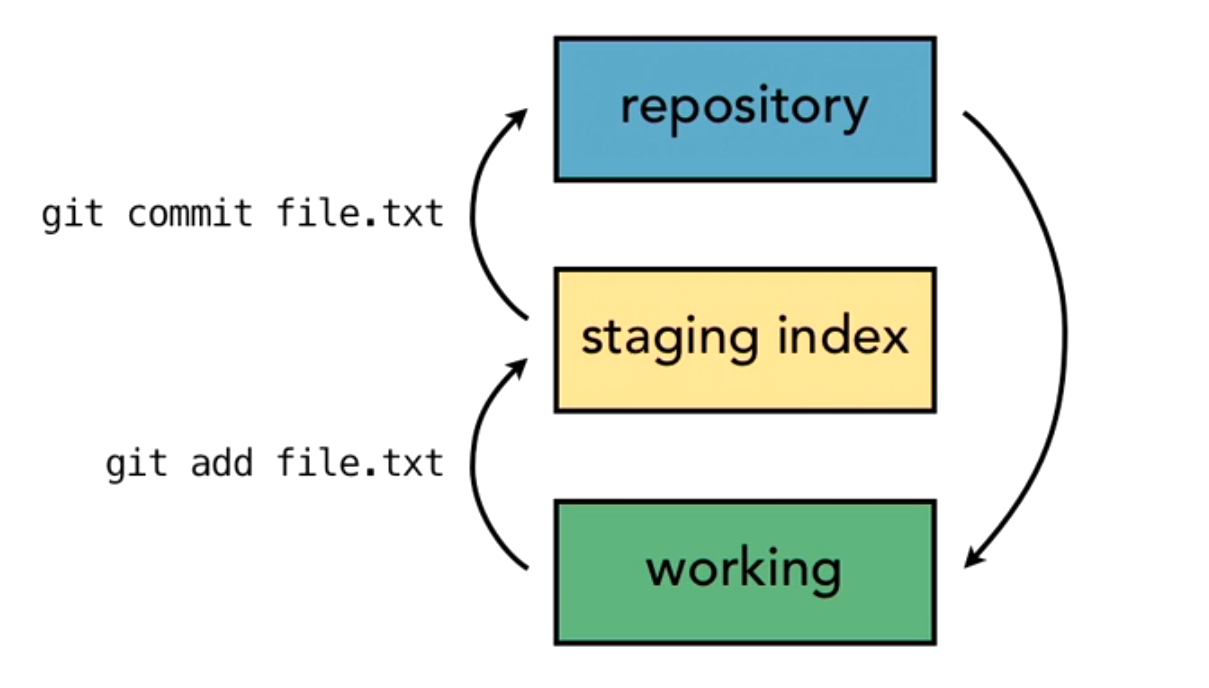 repository
git commit file.txt
staging index
git add file.txt
working